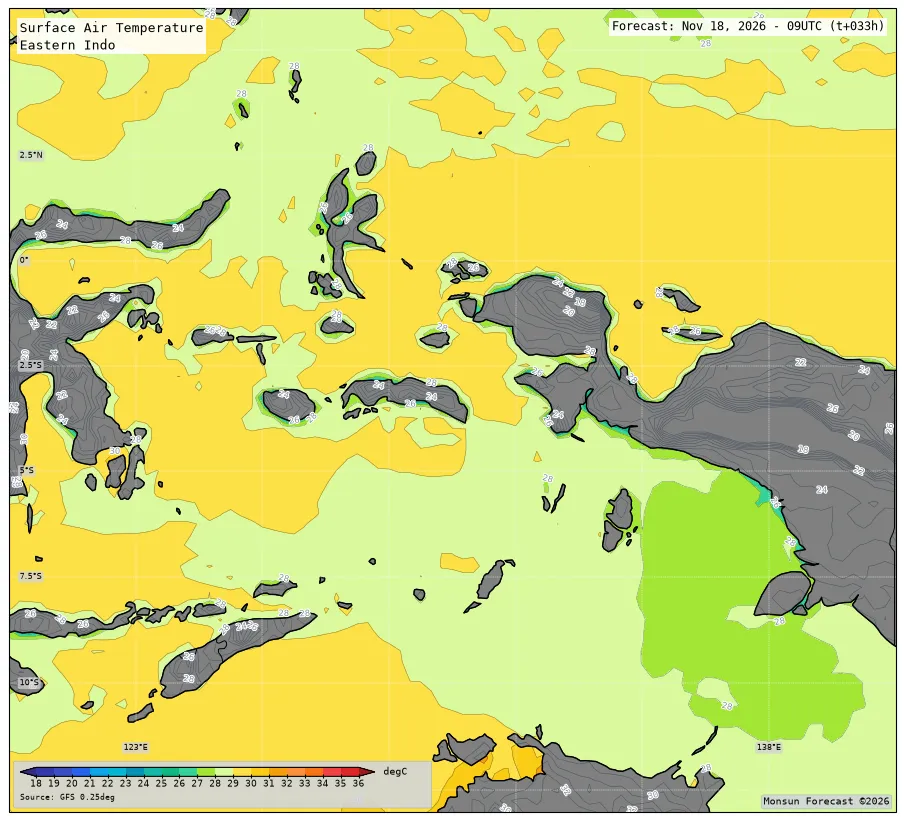 Surface Air Temperature
Eastern Indo
Forecast: Nov 18, 2026 - 09UTC (t+033h)
2.5°N
0°
2.5°S
5°S
7.5°S
10°S
123°E
138°E
18 19 20 21 22 23 24 25 26 27 28 29 30 31 32 33 34 35 36
degC
Source: GFS 0.25deg
Monsun Forecast ©2026